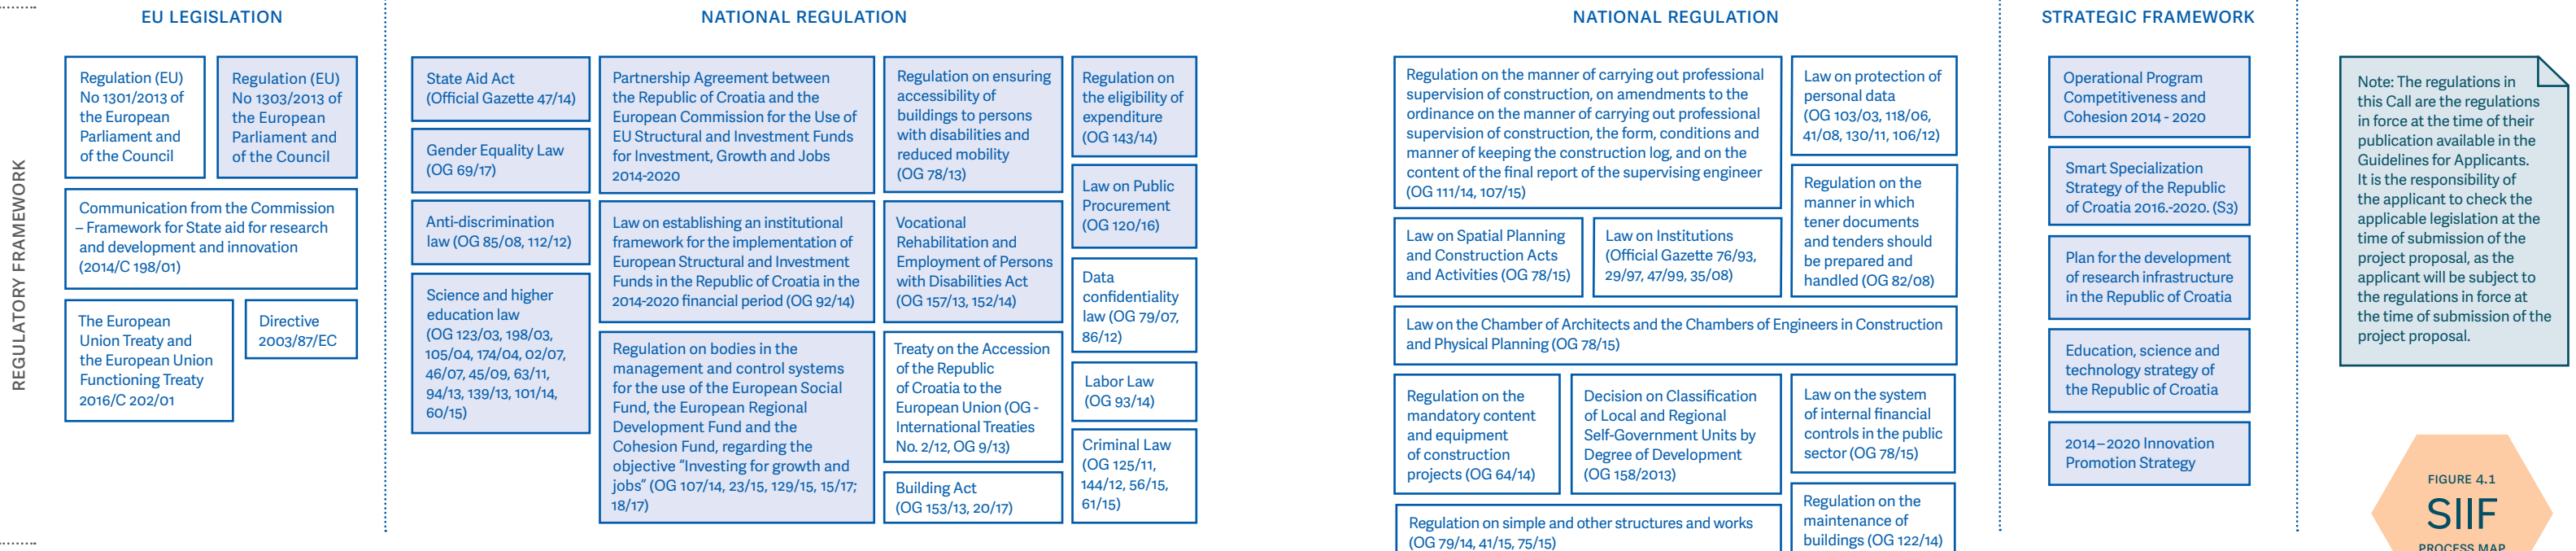 REGULATORY FRAMEWORK
EU LEGISLATION
Regulation (EU)
No 1301/2013 of
the European
Parliament and
of the Council
Regulation (EU)
No 1303/2013 of
the European
Parliament and
of the Council
Communication from the Commission
– Framework for State aid for research
and development and innovation
(2014/C 198/01)
The European
Union Treaty and
the European Union
Functioning Treaty
2016/C 202/01
Directive
2003/87/EC
NATIONAL REGULATION
State Aid Act
(Official Gazette 47/14)
Gender Equality Law
(OG 69/17)
Anti-discrimination
law (OG 85/08, 112/12)
Science and higher
education law
(OG 123/03, 198/03,
105/04, 174/04, 02/07,
46/07, 45/09, 63/11,
94/13, 139/13, 101/14,
60/15)
Partnership Agreement between
the Republic of Croatia and the
European Commission for the Use of
EU Structural and Investment Funds
for Investment, Growth and Jobs
2014-2020
Law on establishing an institutional
framework for the implementation of
European Structural and Investment
Funds in the Republic of Croatia in the
2014-2020 financial period (OG 92/14)
Regulation on bodies in the
management and control systems
for the use of the European Social
Fund, the European Regional
Development Fund and the
Cohesion Fund, regarding the
objective “Investing for growth and
jobs” (OG 107/14, 23/15, 129/15, 15/17;
18/17)
Regulation on ensuring
accessibility of
buildings to persons
with disabilities and
reduced mobility
(OG 78/13)
Vocational
Rehabilitation and
Employment of Persons
with Disabilities Act
(OG 157/13, 152/14)
Treaty on the Accession
of the Republic
of Croatia to the
European Union (OG -
International Treaties
No. 2/12, OG 9/13)
Building Act
(OG 153/13, 20/17)
Regulation on
the eligibility of
expenditure
(OG 143/14)
Law on Public
Procurement
(OG 120/16)
Data
confidentiality
law (OG 79/07,
86/12)
Labor Law
(OG 93/14)
Criminal Law
(OG 125/11,
144/12, 56/15,
61/15)
NATIONAL REGULATION
Regulation on the manner of carrying out professional
supervision of construction, on amendments to the
ordinance on the manner of carrying out professional
supervision of construction, the form, conditions and
manner of keeping the construction log, and on the
content of the final report of the supervising engineer
(OG 111/14, 107/15)
Law on protection of
personal data
(OG 103/03, 118/06,
41/08, 130/11, 106/12)
Law on Spatial Planning
and Construction Acts
and Activities (OG 78/15)
Law on Institutions
(Official Gazette 76/93,
29/97, 47/99, 35/08)
Regulation on the
manner in which
tener documents
and tenders should
be prepared and
handled (OG 82/08)
Law on the Chamber of Architects and the Chambers of Engineers in Construction
and Physical Planning (OG 78/15)
Regulation on the
mandatory content
and equipment
of construction
projects (OG 64/14)
Decision on Classification
of Local and Regional
Self-Government Units by
Degree of Development
(OG 158/2013)
Law on the system
of internal financial
controls in the public
sector (OG 78/15)
Regulation on simple and other structures and works
(OG 79/14, 41/15, 75/15)
Regulation on the
maintenance of
buildings (OG 122/14)
STRATEGIC FRAMEWORK
Operational Program
Competitiveness and
Cohesion 2014 - 2020
Smart Specialization
Strategy of the Republic
of Croatia 2016.-2020. (S3)
Plan for the development
of research infrastructure
in the Republic of Croatia
Education, science and
technology strategy of
the Republic of Croatia
2014–2020 Innovation
Promotion Strategy
Note: The regulations in
this Call are the regulations
in force at the time of their
publication available in the
Guidelines for Applicants.
It is the responsibility of
the applicant to check the
applicable legislation at the
time of submission of the
project proposal, as the
applicant will be subject to
the regulations in force at
the time of submission of the
project proposal.
FIGURE 4.1
SIIF
PROCESS MAP